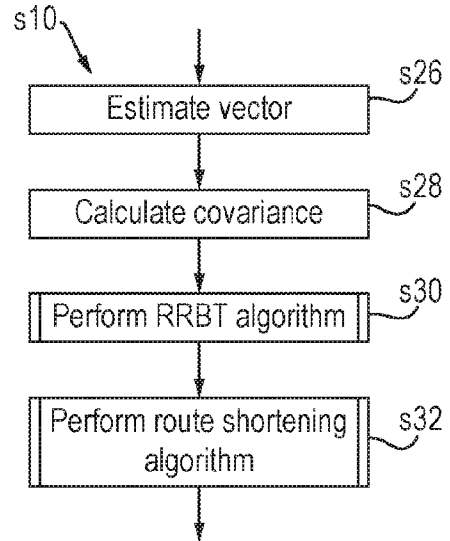 s10
Estimate vector
s26
Calculate covariance
s28
Perform RRBT algorithm
s30
Perform route shortening
algorithm
s32